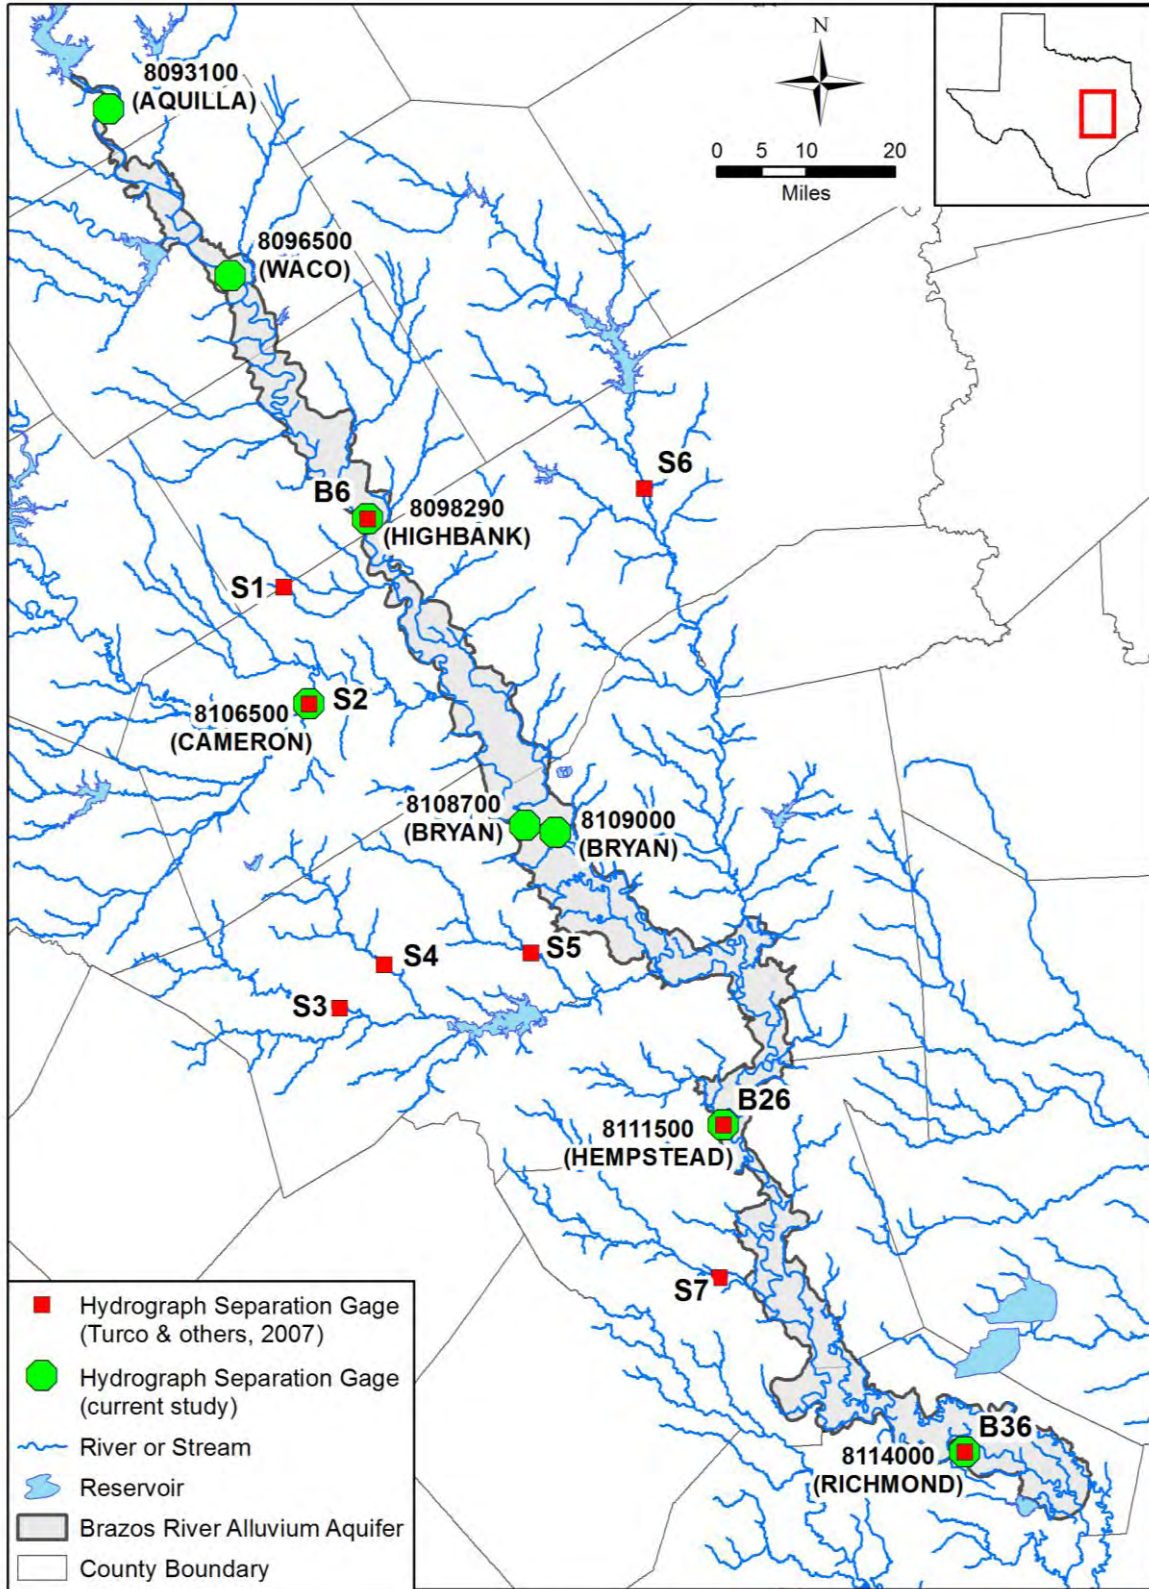 8093100
(AQUILLA)
N
0 5 10 20
Miles
8096500
(WACO)
S6
B6
8098290
(HIGHBANK)
S1
S2
8106500
(CAMERON)
8108700
(BRYAN)
8109000
(BRYAN)
S4
S5
S3
B26
8111500
(HEMPSTEAD)
S7
B36
8114000
(RICHMOND)
Hydrograph Separation Gage
(Turco & others, 2007)
Hydrograph Separation Gage
(current study)
River or Stream
Reservoir
Brazos River Alluvium Aquifer
County Boundary